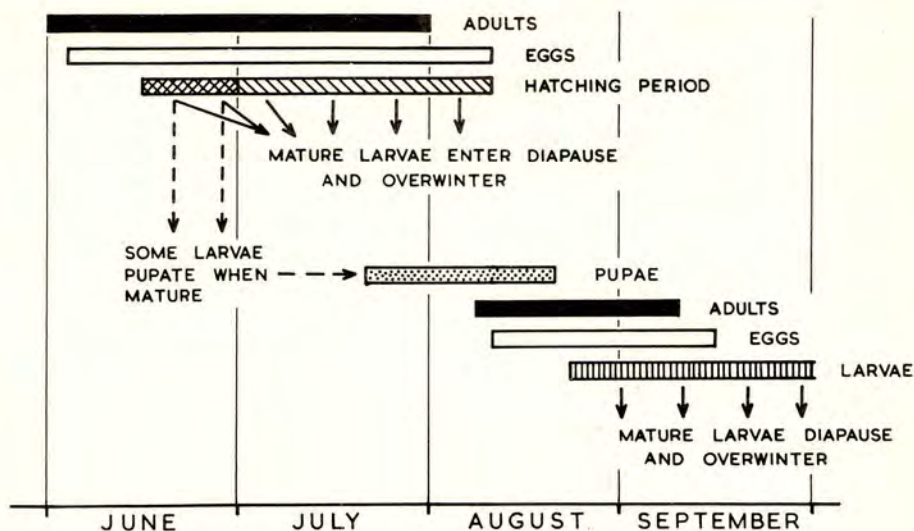 ADULTS
EGGS
HATCHING PERIOD
MATURE LARVAE ENTER DIAPAUSE
AND OVERWINTER
SOME LARVAE
PUPATE WHEN
MATURE
PUPAE
ADULTS
EGGS
LARVAE
MATURE LARVAE DIAPAUSE
AND OVERWINTER
JUNE JULY AUGUST SEPTEMBER